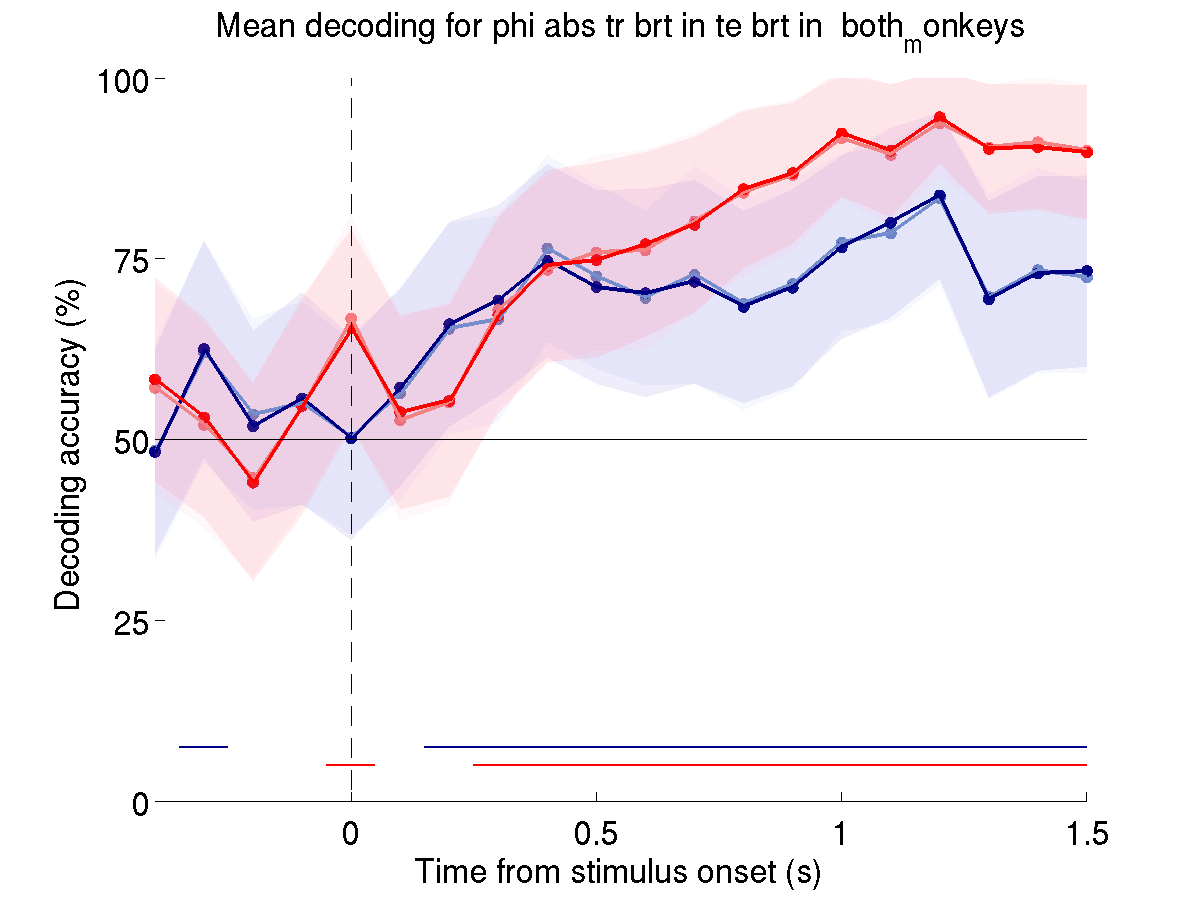 Mean decoding for phi abs tr brt in te brt in both_monkeys
100
75
50
25
0
Decoding accuracy (%)
0 0.5 1 1.5
Time from stimulus onset (s)